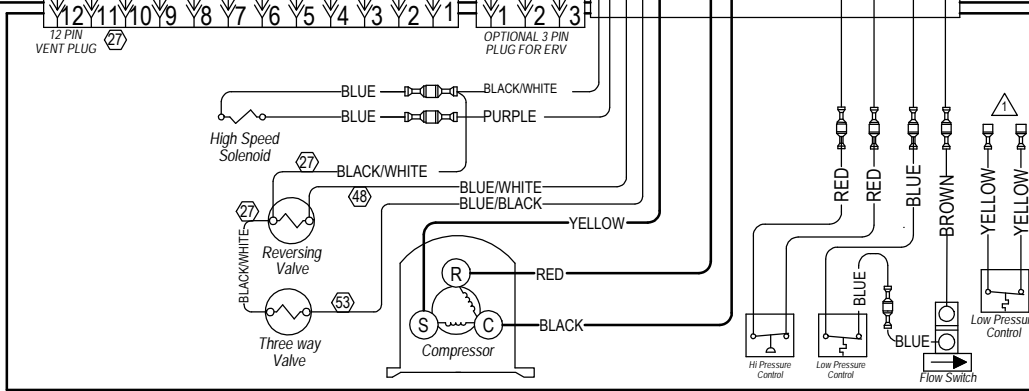 12 11 10 9 8 7 6 5 4 3 2 1
1 2 3
12 PIN
VENT PLUG
27
OPTIONAL 3 PIN
PLUG FOR ERV
BLUE
BLACK/WHITE
BLUE
PURPLE
High Speed
Solenoid
27
BLACK/WHITE
48
BLUE/WHITE
BLUE/BLACK
27
YELLOW
Reversing
Valve
BLACK/WHITE
53
Three way
Valve
R
RED
S
C
BLACK
Compressor
RED
RED
BLUE
BROWN
1
YELLOW
YELLOW
BLUE
BLUE
Hi Pressure
Control
Low Pressure
Control
Flow Switch
Low Pressure
Control